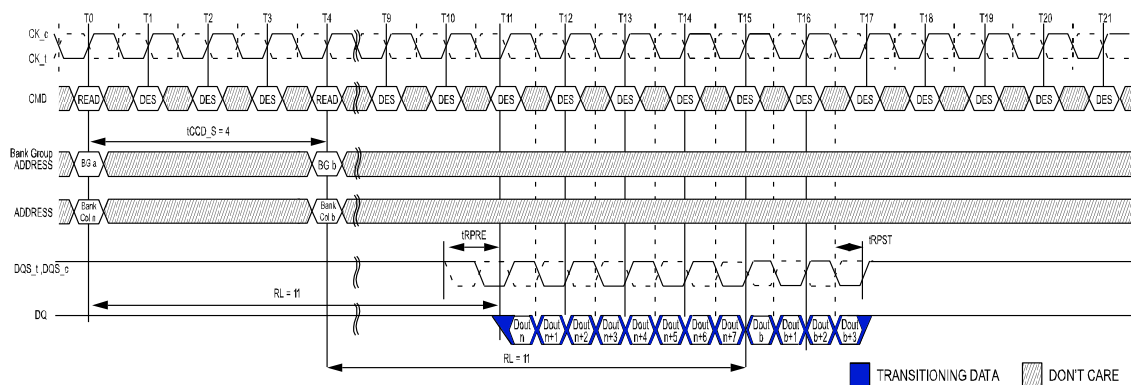 T0 T1 T2 T3 T4 T9 T10 T11 T12 T13 T14 T15 T16 T17 T18 T19 T20 T21
CK_c
CK_t
CMD READ DES DES DES READ DES DES DES DES DES DES DES DES DES DES DES DES DES
tCCD_S = 4
Bank Group
ADDRESS BG a BG b
ADDRESS Bank Col n Bank Col b
tRPRE tRPST
DQS_t ,DQS_c
RL = 11
DQ Dout n Dout n+1 Dout n+2 Dout n+3 Dout n+4 Dout n+5 Dout n+6 Dout n+7 Dout b Dout b+1 Dout b+2 Dout b+3
RL = 11
TRANSITIONING DATA DON'T CARE